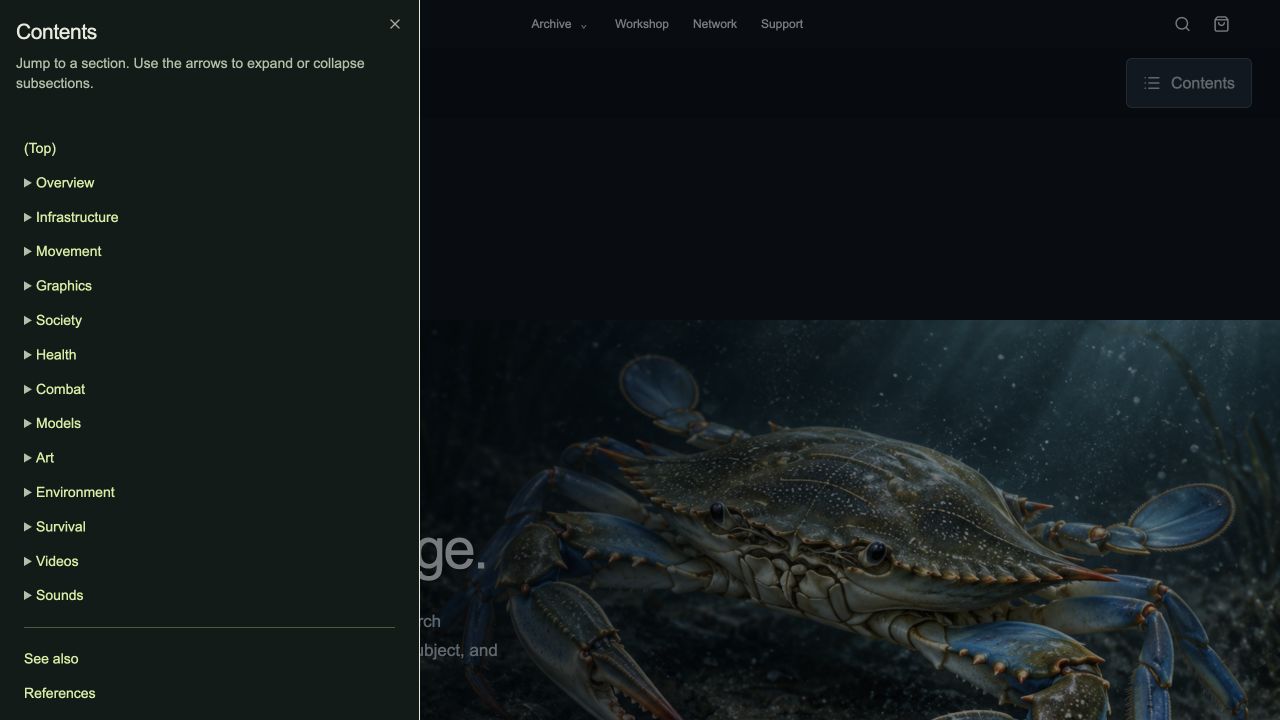 Contents
Jump to a section. Use the arrows to expand or collapse
subsections.
(Top)
Overview
Infrastructure
Movement
Graphics
Society
Health
Combat
Models
Art
Environment
Survival
Videos
Sounds
See also
References
Archive
Workshop
Network
Support
Contents
ge.
rch
ubject, and